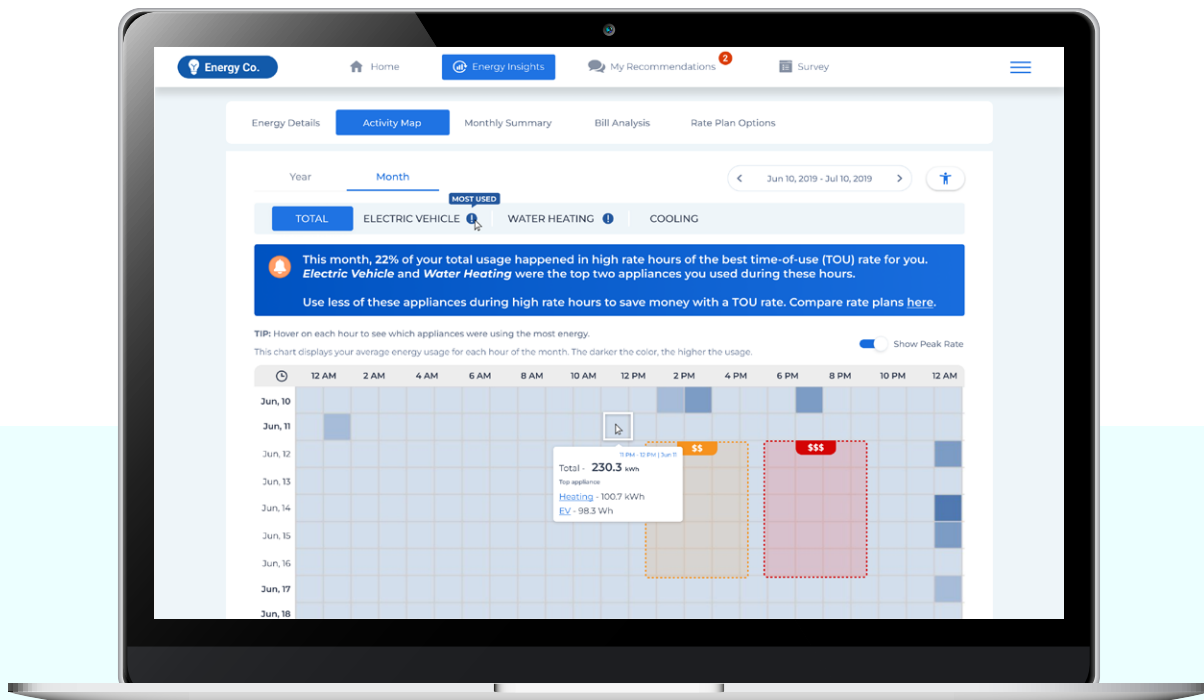 Energy Co.
Home
Energy Insights
My Recommendations
2
Survey
Energy Details
Activity Map
Monthly Summary
Bill Analysis
Rate Plan Options
Year
Month
Jun 10, 2019 - Jul 10, 2019
MOST USED
TOTAL
ELECTRIC VEHICLE
WATER HEATING
COOLING
This month, 22% of your total usage happened in high rate hours of the best time-of-use (TOU) rate for you.
Electric Vehicle and Water Heating were the top two appliances you used during these hours.
Use less of these appliances during high rate hours to save money with a TOU rate. Compare rate plans here.
TIP: Hover on each hour to see which appliances were using the most energy.
This chart displays your average energy usage for each hour of the month. The darker the color, the higher the usage.
Show Peak Rate
12 AM 2 AM 4 AM 6 AM 8 AM 10 AM 12 PM 2 PM 4 PM 6 PM 8 PM 10 PM 12 AM
Jun, 10
Jun, 11
Jun, 12
Jun, 13
Jun, 14
Jun, 15
Jun, 16
Jun, 17
Jun, 18
$$
$$$
11 PM - 12 PM | Jun 11
Total - 230.3 kWh
Top appliance
Heating - 100.7 kWh
EV - 98.3 Wh